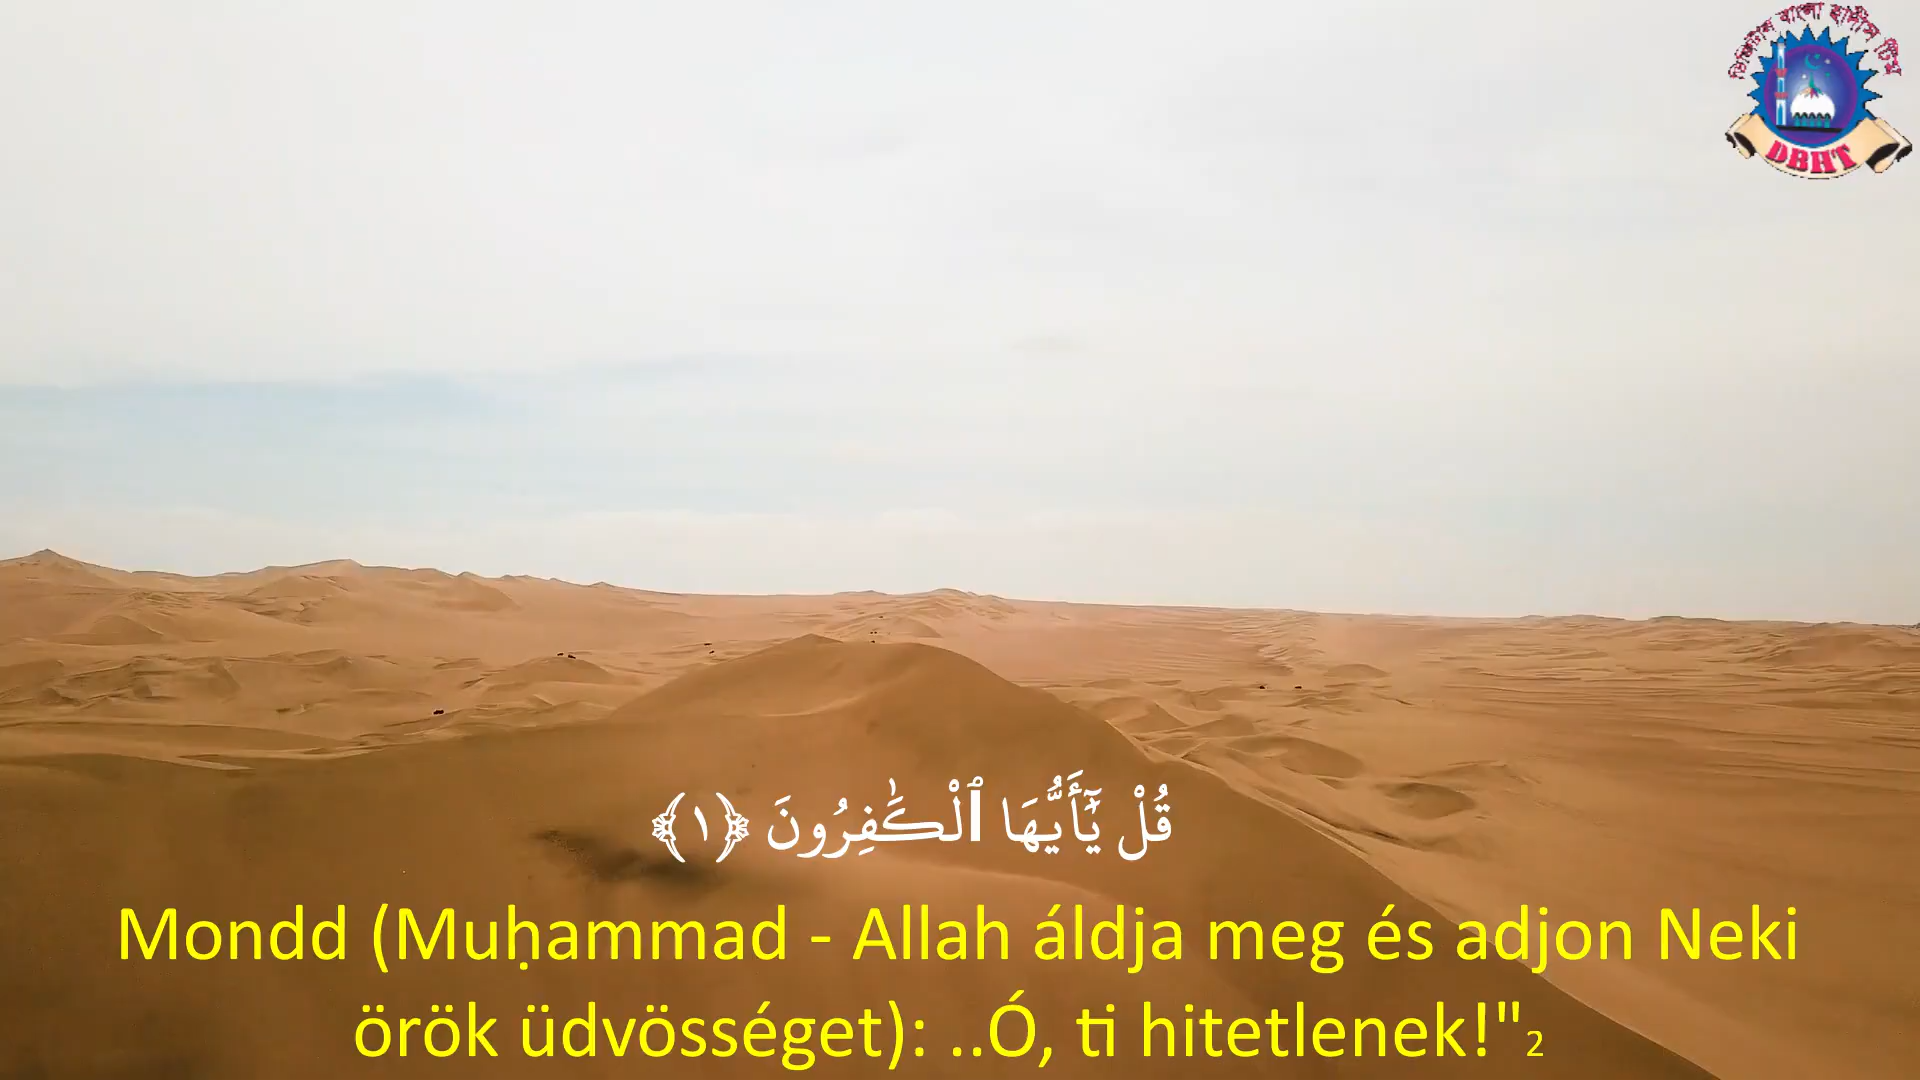 ডিজিটাল বাংলা হাদিস টিম
DBHT
قُلْ يَٰٓأَيُّهَا ٱلْكَٰفِرُونَ ﴿١﴾
Mondd (Muḥammad - Allah áldja meg és adjon Neki
örök üdvösséget): ..Ó, ti hitetlenek!"2